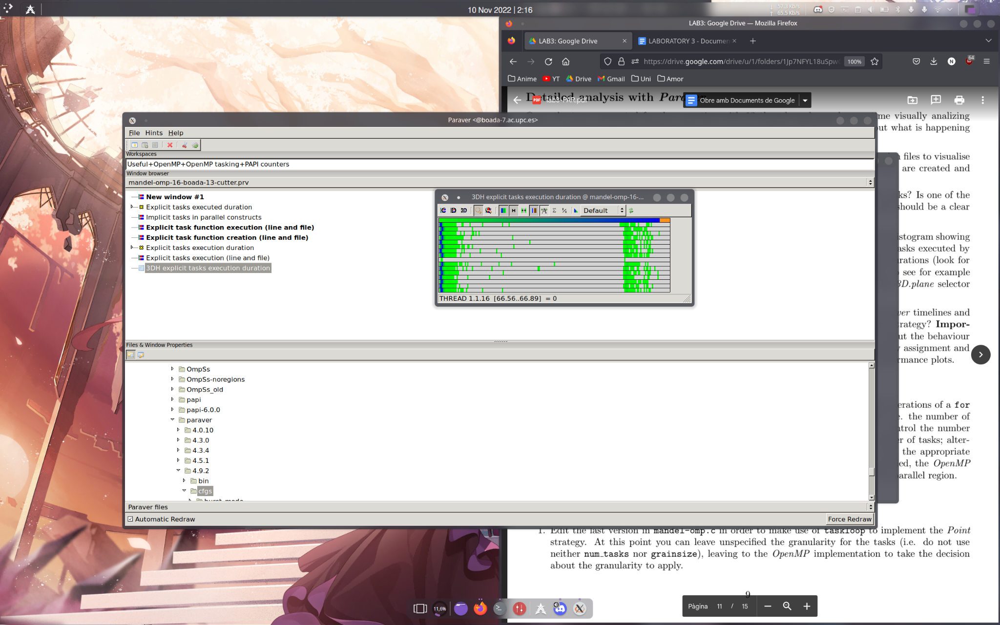 10 Nov 2022 | 2:16
57.3 Kb/s
65.5 Kb/s
LAB3: Google Drive — Mozilla Firefox
LAB3: Google Drive
LABORATORY 3 - Documen
https://drive.google.com/drive/u/1/folders/1Jp7NFYL18uSpw
100%
N
64
Anime
YT
Drive
Gmail
Uni
Amor
Detailed analysis with
PDF
lab3-PAR.pdf
Obre amb Documents de Google
me visually analizing
ut what is happening
Paraver <@boada-7.ac.upc.es>
File Hints Help
Workspaces
Useful+OpenMP+OpenMP tasking+PAPI counters
Window browser
mandel-omp-16-boada-13-cutter.prv
New window #1
Explicit tasks executed duration
Implicit tasks in parallel constructs
Explicit task function execution (line and file)
Explicit task function creation (line and file)
Explicit tasks execution duration
Explicit tasks execution (line and file)
3DH explicit tasks execution duration
3DH explicit tasks execution duration @ mandel-omp-16-...
3D
Default
THREAD 1.1.16 [66.56..66.89] = 0
files to visualise
are created and
ks? Is one of the
should be a clear
istogram showing
asks executed by
urations (look for
see for example
3D.plane selector
ver timelines and
trategy? Impor-
ut the behaviour
assignment and
rmance plots.
erations of a for
e. the number of
ntrol the number
r of tasks; alter-
the appropriate
ed, the OpenMP
arallel region.
Files & Window Properties
OmpSs
OmpSs-noregions
OmpSs_old
papi
papi-6.0.0
paraver
4.0.10
4.3.0
4.3.4
4.5.1
4.9.2
bin
cfgs
burst_mode
Paraver files
Automatic Redraw
Force Redraw
1. Edit the last version in mandel-omp.c in order to make use of taskloop to implement the Point
strategy. At this point you can leave unspecified the granularity for the tasks (i.e. do not use
neither num_tasks nor grainsize), leaving to the OpenMP implementation to take the decision
about the granularity to apply.
9
Pàgina 11 / 15
11,6%